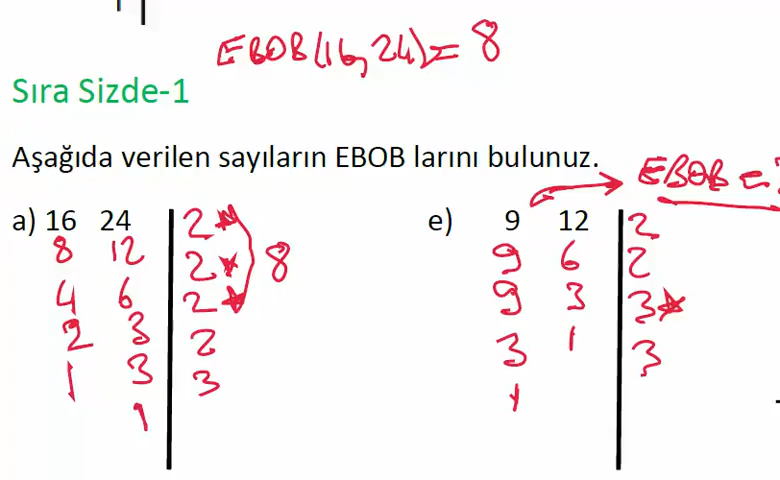 EBOB(16,24)=8
Sıra Sizde-1
Aşağıda verilen sayıların EBOB larını bulunuz.
EBOB=
a) 16 24 2
8 12 2
4 6 2
2 3 2
1 3 3
1
8
e) 9 12 2
9 6 2
9 3 3
3 1 3
1